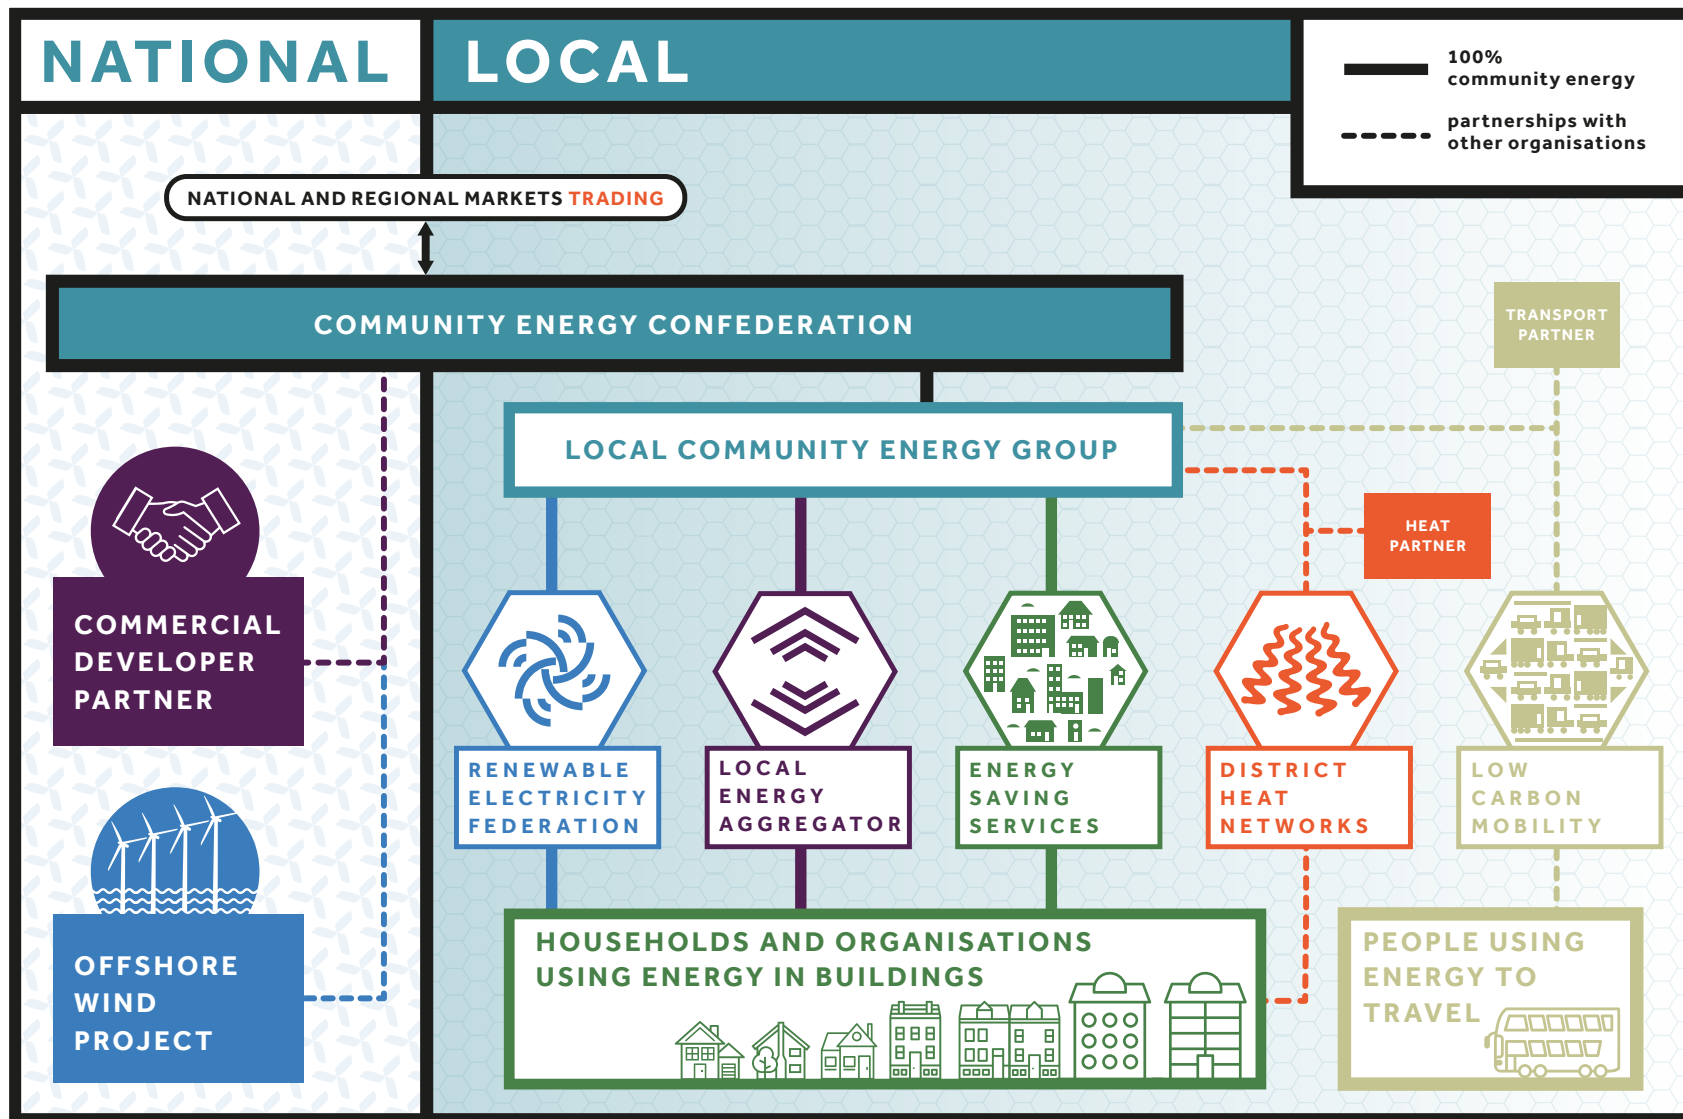 NATIONAL
LOCAL
100%
community energy
partnerships with
other organisations
NATIONAL AND REGIONAL MARKETS TRADING
COMMUNITY ENERGY CONFEDERATION
TRANSPORT
PARTNER
LOCAL COMMUNITY ENERGY GROUP
HEAT
PARTNER
COMMERCIAL
DEVELOPER
PARTNER
RENEWABLE
ELECTRICITY
FEDERATION
LOCAL
ENERGY
AGGREGATOR
ENERGY
SAVING
SERVICES
DISTRICT
HEAT
NETWORKS
LOW
CARBON
MOBILITY
OFFSHORE
WIND
PROJECT
HOUSEHOLDS AND ORGANISATIONS
USING ENERGY IN BUILDINGS
PEOPLE USING
ENERGY TO
TRAVEL